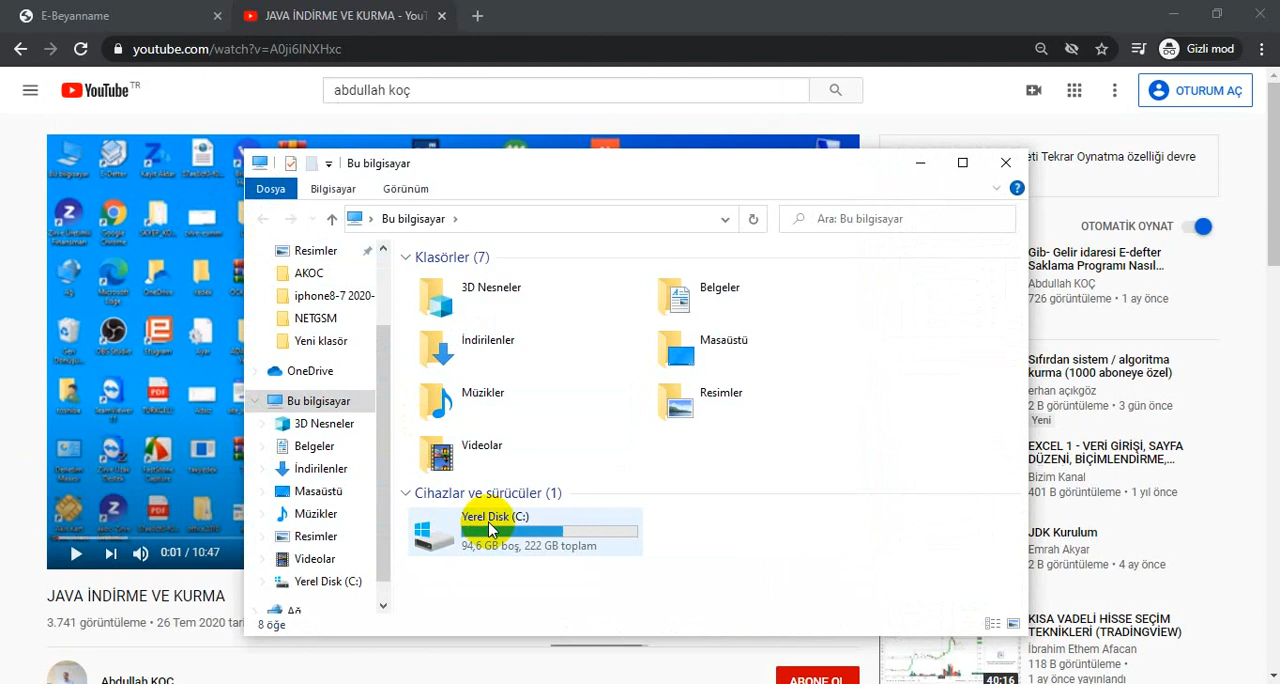 E-Beyanname
JAVA İNDİRME VE KURMA - YouT
youtube.com/watch?v=A0ji6INXHxc
Gizli mod
YouTube TR
abdullah koç
OTURUM AÇ
Bu bilgisayar
Dosya
Bilgisayar
Görünüm
Bu bilgisayar
Ara: Bu bilgisayar
Resimler
AKOC
iphone8-7 2020-
NETGSM
Yeni klasör
OneDrive
Bu bilgisayar
3D Nesneler
Belgeler
İndirilenler
Masaüstü
Müzikler
Resimler
Videolar
Yerel Disk (C:)
Ağ
8 öğe
Klasörler (7)
3D Nesneler
Belgeler
İndirilenler
Masaüstü
Müzikler
Resimler
Videolar
Cihazlar ve sürücüler (1)
Yerel Disk (C:)
94,6 GB boş, 222 GB toplam
0:01 / 10:47
JAVA İNDİRME VE KURMA
3.741 görüntüleme • 26 Tem 2020 tari
Abdullah KOÇ
ABONE OL
eti Tekrar Oynatma özelliği devre
OTOMATİK OYNAT
Gib- Gelir idaresi E-defter
Saklama Programı Nasıl...
Abdullah KOÇ
726 görüntüleme • 1 ay önce
Sıfırdan sistem / algoritma
kurma (1000 aboneye özel)
erhan açıkgöz
2 B görüntüleme • 3 gün önce
Yeni
EXCEL 1 - VERİ GİRİŞİ, SAYFA
DÜZENİ, BİÇİMLENDİRME,...
Bizim Kanal
401 B görüntüleme • 1 yıl önce
JDK Kurulum
Emrah Akyar
2 B görüntüleme • 4 ay önce
KISA VADELİ HİSSE SEÇİM
TEKNİKLERİ (TRADINGVIEW)
İbrahim Ethem Afacan
118 B görüntüleme •
1 ay önce yayınlandı
40:16